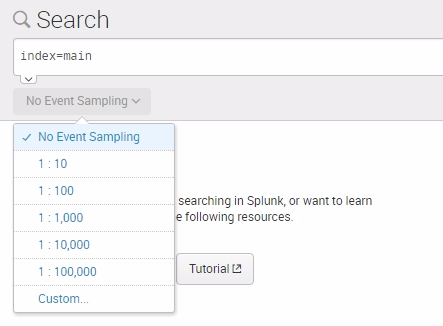 Search
index=main
No Event Sampling
No Event Sampling
1 : 10
1 : 100
1 : 1,000
1 : 10,000
1 : 100,000
Custom...
searching in Splunk, or want to learn
e following resources.
Tutorial